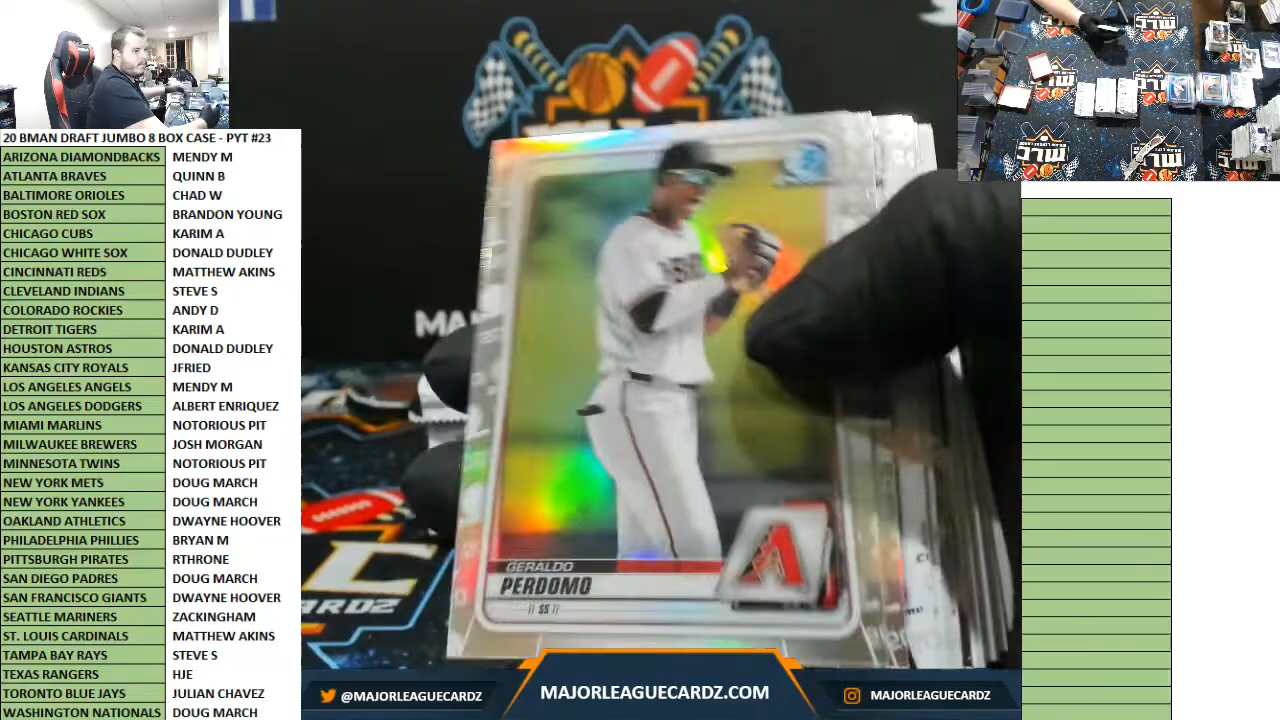 20 BMAN DRAFT JUMBO 8 BOX CASE - PYT #23
ARIZONA DIAMONDBACKS MENDY M
ATLANTA BRAVES QUINN B
BALTIMORE ORIOLES CHAD W
BOSTON RED SOX BRANDON YOUNG
CHICAGO CUBS KARIM A
CHICAGO WHITE SOX DONALD DUDLEY
CINCINNATI REDS MATTHEW AKINS
CLEVELAND INDIANS STEVE S
COLORADO ROCKIES ANDY D
DETROIT TIGERS KARIM A
HOUSTON ASTROS DONALD DUDLEY
KANSAS CITY ROYALS JFRIED
LOS ANGELES ANGELS MENDY M
LOS ANGELES DODGERS ALBERT ENRIQUEZ
MIAMI MARLINS NOTORIOUS PIT
MILWAUKEE BREWERS JOSH MORGAN
MINNESOTA TWINS NOTORIOUS PIT
NEW YORK METS DOUG MARCH
NEW YORK YANKEES DOUG MARCH
OAKLAND ATHLETICS DWAYNE HOOVER
PHILADELPHIA PHILLIES BRYAN M
PITTSBURGH PIRATES RTHRONE
SAN DIEGO PADRES DOUG MARCH
SAN FRANCISCO GIANTS DWAYNE HOOVER
SEATTLE MARINERS ZACKINGHAM
ST. LOUIS CARDINALS MATTHEW AKINS
TAMPA BAY RAYS STEVE S
TEXAS RANGERS HJE
TORONTO BLUE JAYS JULIAN CHAVEZ
WASHINGTON NATIONALS DOUG MARCH
GERALDO
PERDOMO
// SS //
@MAJORLEAGUECARDZ
MAJORLEAGUECARDZ.COM
MAJORLEAGUECARDZ